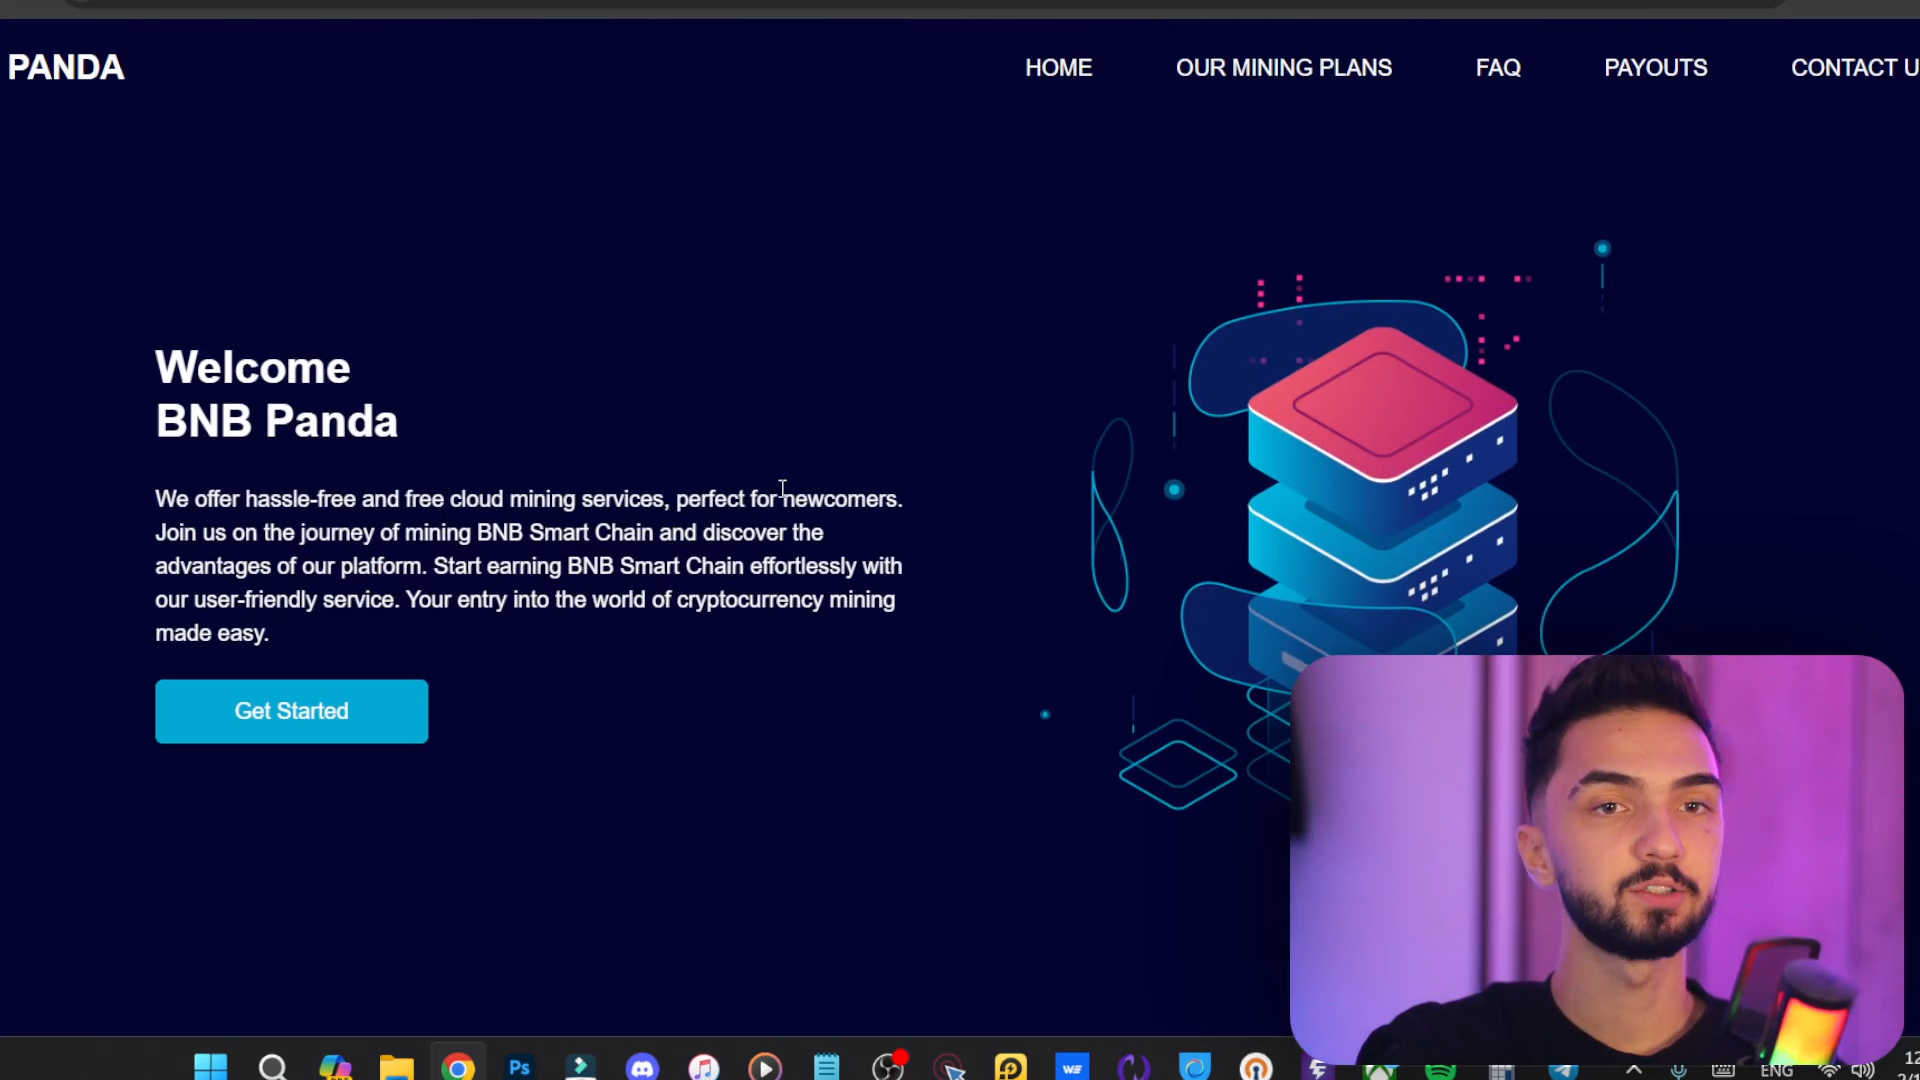 PANDA
HOME
OUR MINING PLANS
FAQ
PAYOUTS
CONTACT U
Welcome
BNB Panda
We offer hassle-free and free cloud mining services, perfect for newcomers.
Join us on the journey of mining BNB Smart Chain and discover the
advantages of our platform. Start earning BNB Smart Chain effortlessly with
our user-friendly service. Your entry into the world of cryptocurrency mining
made easy.
Get Started
Ps
WE
ENG